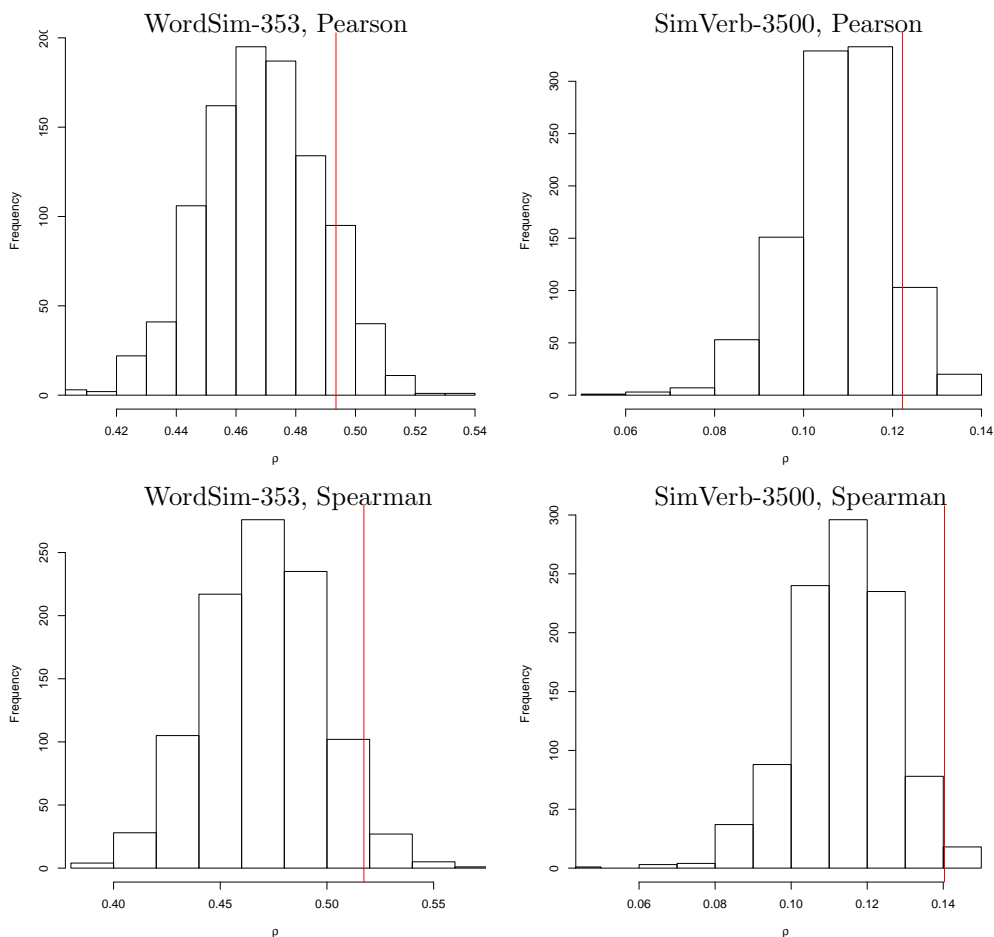 WordSim-353, Pearson
Frequency
0
50
100
150
200
0.42 0.44 0.46 0.48 0.50 0.52 0.54
ρ
SimVerb-3500, Pearson
Frequency
0
50
100
150
200
250
300
0.06 0.08 0.10 0.12 0.14
ρ
WordSim-353, Spearman
Frequency
0
50
100
150
200
250
0.40 0.45 0.50 0.55
ρ
SimVerb-3500, Spearman
Frequency
0
50
100
150
200
250
300
0.06 0.08 0.10 0.12 0.14
ρ